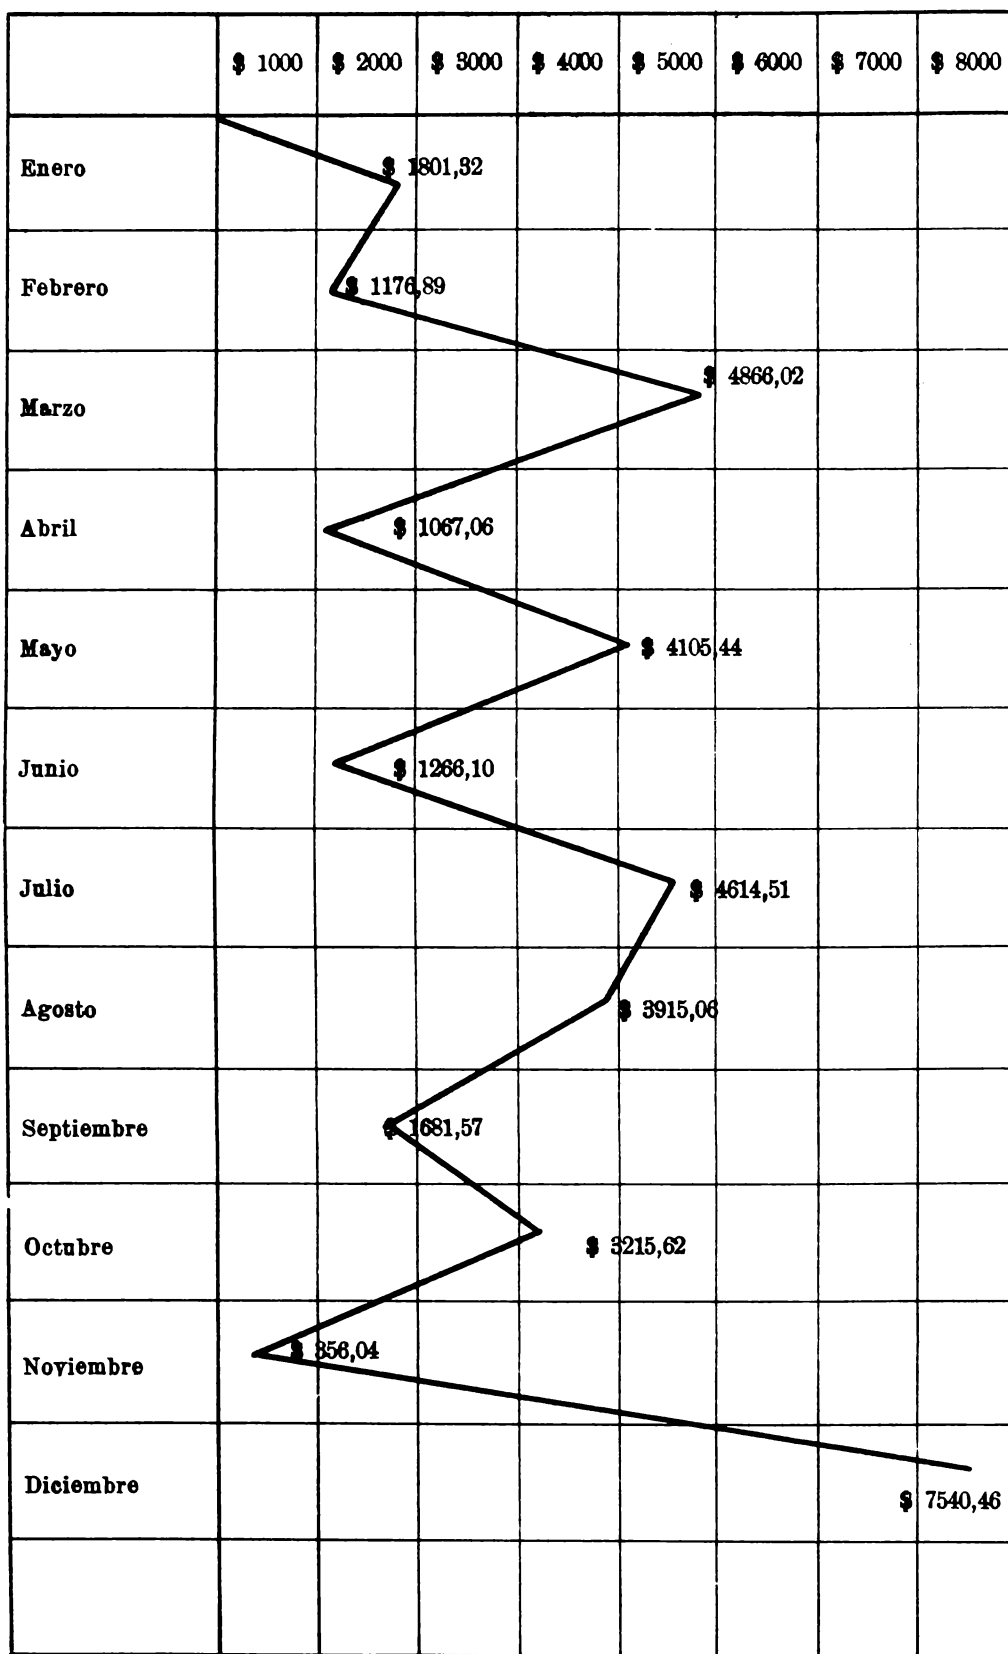 $ 1000 $ 2000 $ 3000 $ 4000 $ 5000 $ 6000 $ 7000 $ 8000
Enero $ 1801,32
Febrero $ 1176,89
Marzo $ 4866,02
Abril $ 1067,06
Mayo $ 4105,44
Junio $ 1266,10
Julio $ 4614,51
Agosto $ 3915,06
Septiembre $ 1681,57
Octubre $ 3215,62
Noviembre $ 356,04
Diciembre $ 7540,46